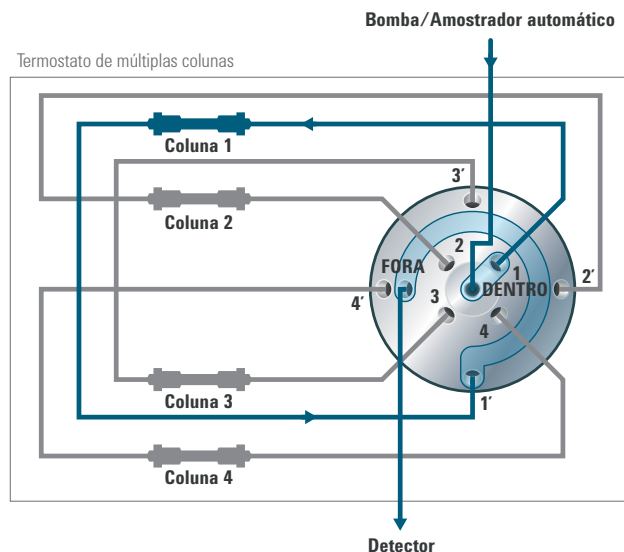 Bomba/Amostrador automático
Termostato de múltiplas colunas
Coluna 1
3′
Coluna 2
2
FORA
1
2′
DENTRO
4′
3
4
Coluna 3
1′
Coluna 4
Detector